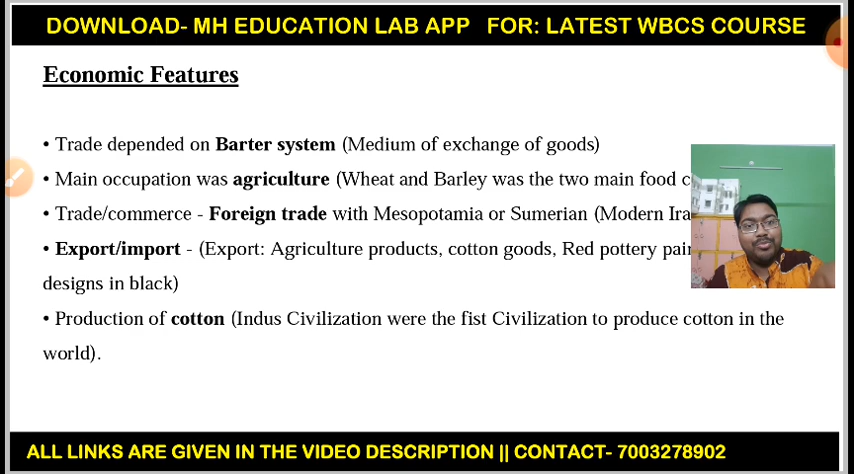 DOWNLOAD- MH EDUCATION LAB APP FOR: LATEST WBCS COURSE
Economic Features
• Trade depended on Barter system (Medium of exchange of goods)
• Main occupation was agriculture (Wheat and Barley was the two main food
• Trade/commerce - Foreign trade with Mesopotamia or Sumerian (Modern
• Export/import - (Export: Agriculture products, cotton goods, Red pottery
designs in black)
• Production of cotton (Indus Civilization were the fist Civilization to produce cotton in the
world).
ALL LINKS ARE GIVEN IN THE VIDEO DESCRIPTION || CONTACT- 7003278902